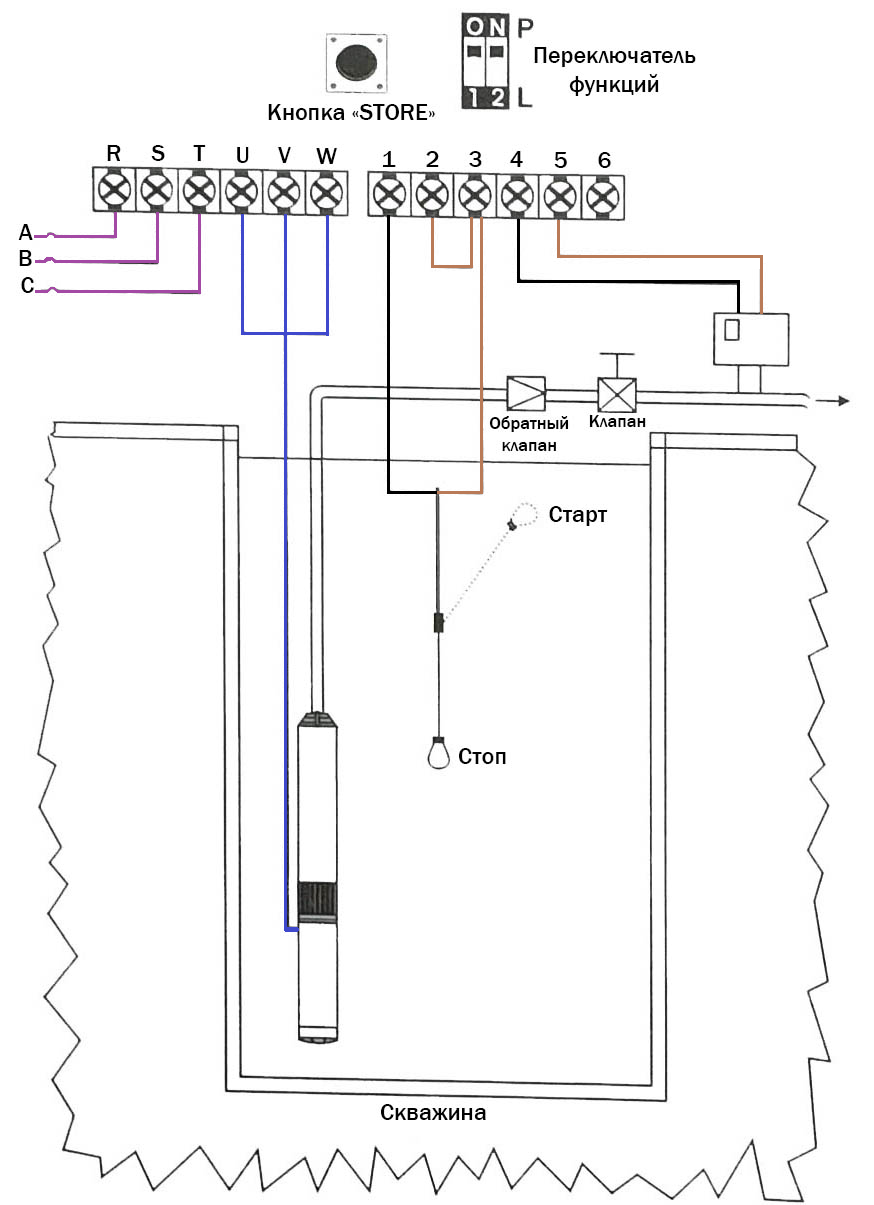 ON P
Переключатель
функций
1 2 L
Кнопка «STORE»
R S T U V W 1 2 3 4 5 6
A
B
C
Обратный
клапан
Клапан
Старт
Стоп
Скважина